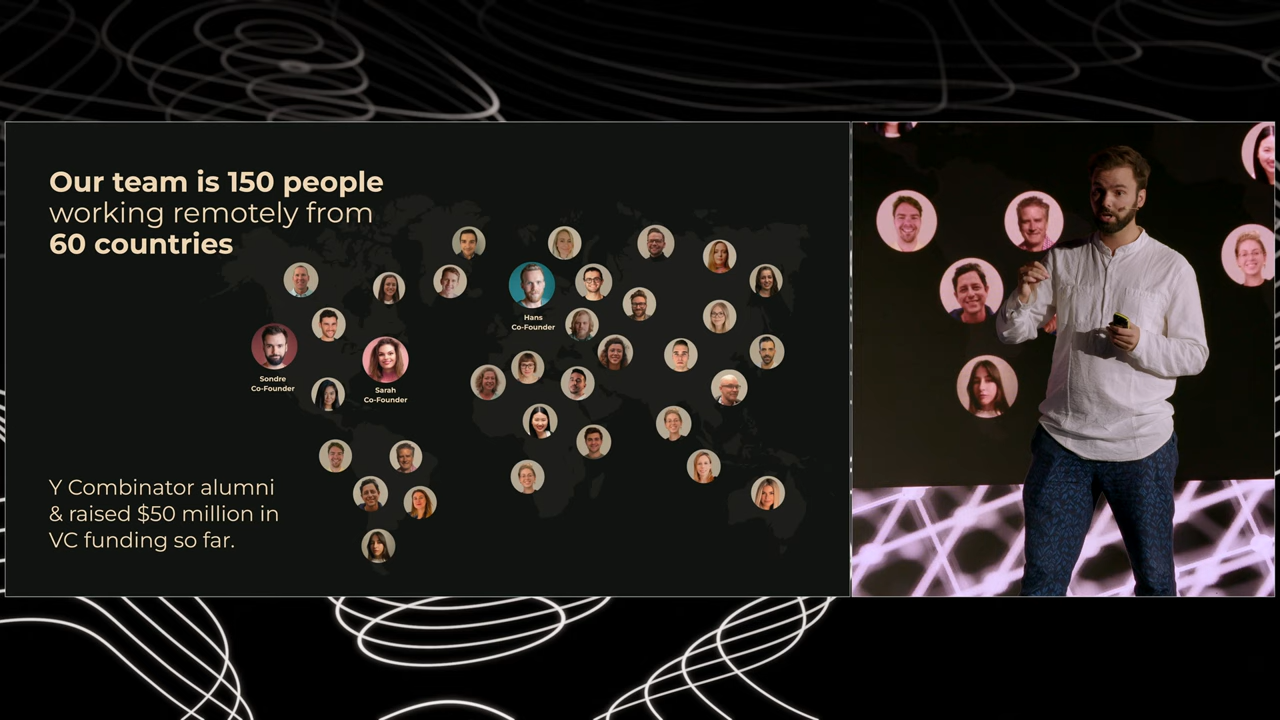 Our team is 150 people
working remotely from
60 countries
Hans
Co-Founder
Sondre
Co-Founder
Sarah
Co-Founder
Y Combinator alumni
& raised $50 million in
VC funding so far.